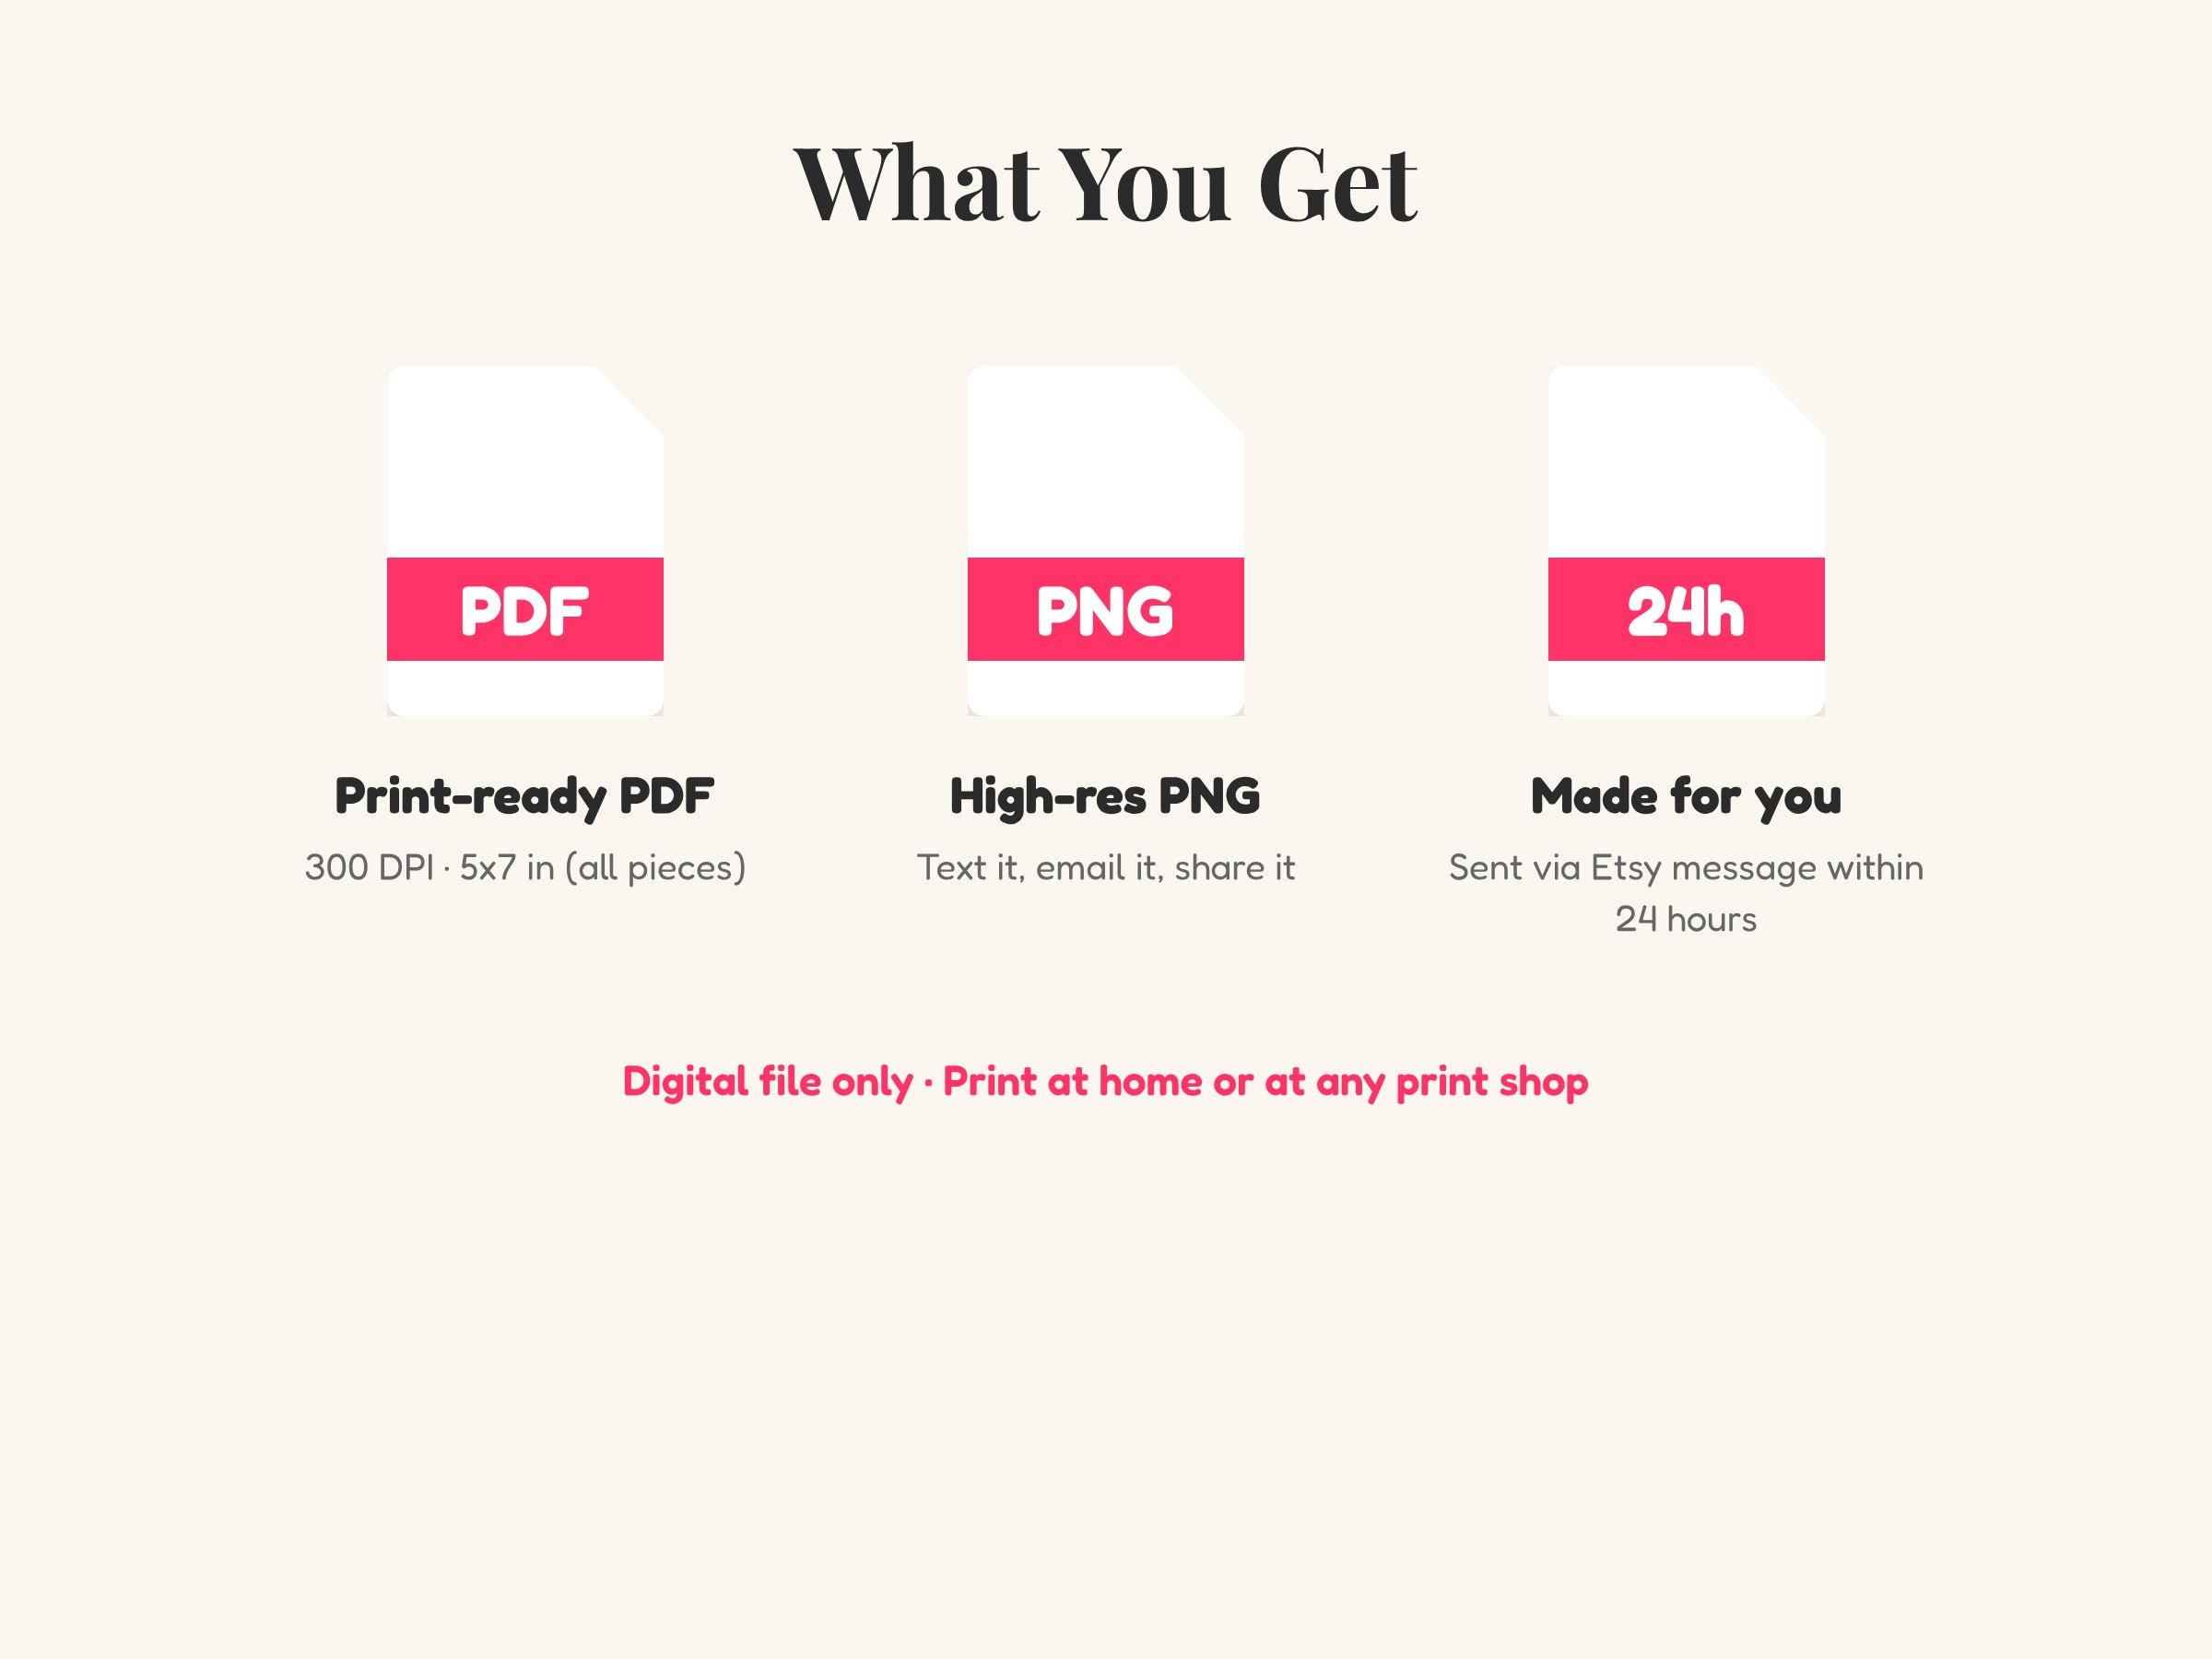 What You Get
PDF
PNG
24h
Print-ready PDF
300 DPI · 5x7 in (all pieces)
High-res PNG
Text it, email it, share it
Made for you
Sent via Etsy message within
24 hours
Digital file only · Print at home or at any print shop